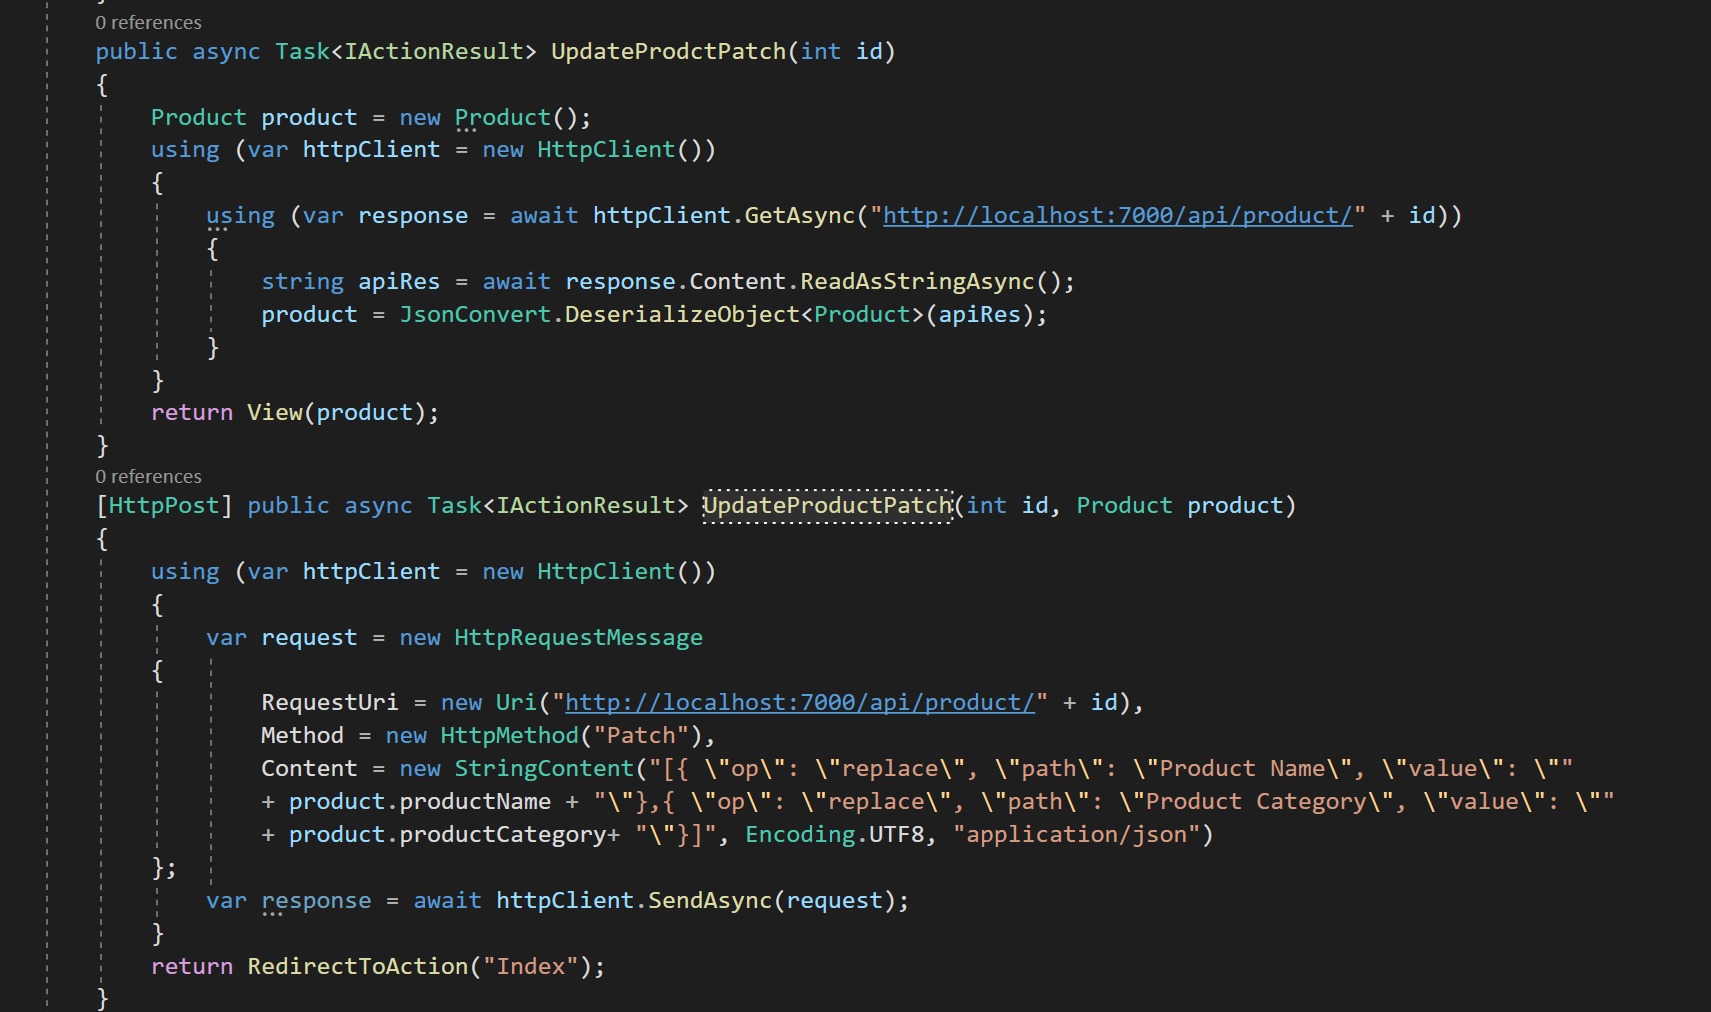 0 references
public async Task<IActionResult> UpdateProdctPatch(int id)
{
Product product = new Product();
using (var httpClient = new HttpClient())
{
using (var response = await httpClient.GetAsync("http://localhost:7000/api/product/" + id))
{
string apiRes = await response.Content.ReadAsStringAsync();
product = JsonConvert.DeserializeObject<Product>(apiRes);
}
}
return View(product);
}
0 references
[HttpPost] public async Task<IActionResult> UpdateProductPatch(int id, Product product)
{
using (var httpClient = new HttpClient())
{
var request = new HttpRequestMessage
{
RequestUri = new Uri("http://localhost:7000/api/product/" + id),
Method = new HttpMethod("Patch"),
Content = new StringContent("[{ \"op\": \"replace\", \"path\": \"Product Name\", \"value\": \""
+ product.productName + "\"},{ \"op\": \"replace\", \"path\": \"Product Category\", \"value\": \""
+ product.productCategory+ "\"}]", Encoding.UTF8, "application/json")
};
var response = await httpClient.SendAsync(request);
}
return RedirectToAction("Index");
}